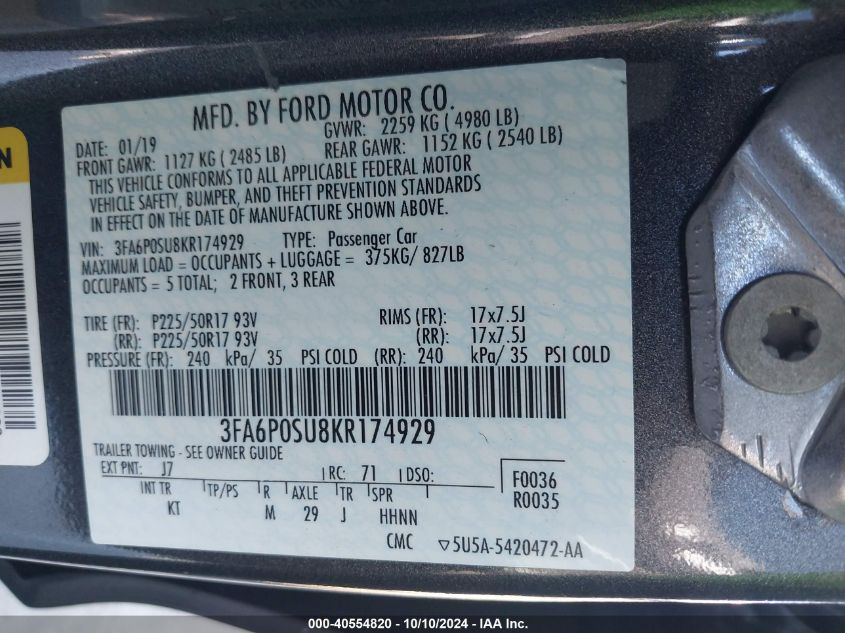 MFD. BY FORD MOTOR CO.
DATE: 01/19 GVWR: 2259 KG ( 4980 LB)
FRONT GAWR: 1127 KG ( 2485 LB) REAR GAWR: 1152 KG ( 2540 LB)
THIS VEHICLE CONFORMS TO ALL APPLICABLE FEDERAL MOTOR
VEHICLE SAFETY, BUMPER, AND THEFT PREVENTION STANDARDS
IN EFFECT ON THE DATE OF MANUFACTURE SHOWN ABOVE.
VIN: 3FA6P0SU8KR174929 TYPE: Passenger Car
MAXIMUM LOAD = OCCUPANTS + LUGGAGE = 375KG/ 827LB
OCCUPANTS = 5 TOTAL; 2 FRONT, 3 REAR
TIRE (FR): P225/50R17 93V RIMS (FR): 17x7.5J
(RR): P225/50R17 93V (RR): 17x7.5J
PRESSURE (FR): 240 kPa/ 35 PSI COLD (RR): 240 kPa/ 35 PSI COLD
3FA6P0SU8KR174929
TRAILER TOWING - SEE OWNER GUIDE
EXT PNT: J7 RC: 71 DSO:
F0036
R0035
INT TR TP/PS R AXLE TR SPR
KT M 29 J HHNN
CMC ▽5U5A-5420472-AA
N
000-40554820 - 10/10/2024 - IAA Inc.